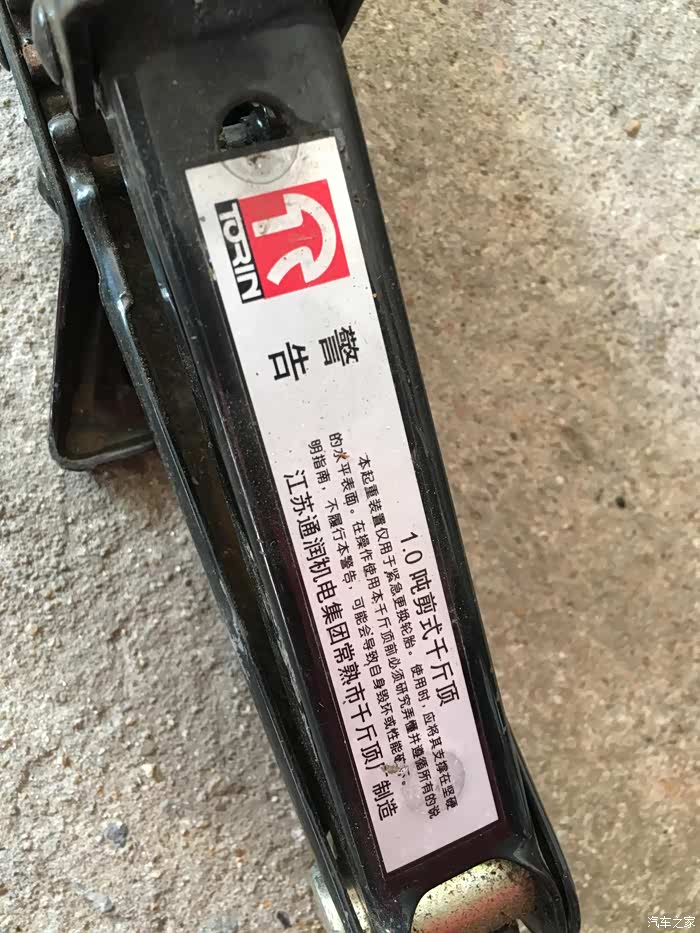 TORIN
警告
1.0吨剪式千斤顶
本起重装置仅用于紧急更换轮胎。使用时，应将其支撑在坚硬
的水平表面。在操作使用本千斤顶前必须研究弄懂并遵循所有的说
明指南，不履行本警告，可能会导致自身毁坏或性能
江苏通润机电集团常熟市千斤顶厂制造
汽车之家